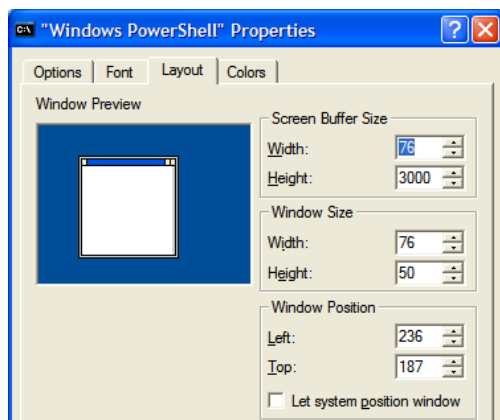 "Windows PowerShell" Properties
Options Font Layout Colors
Window Preview
Screen Buffer Size
Width: 76
Height: 3000
Window Size
Width: 76
Height: 50
Window Position
Left: 236
Top: 187
Let system position window